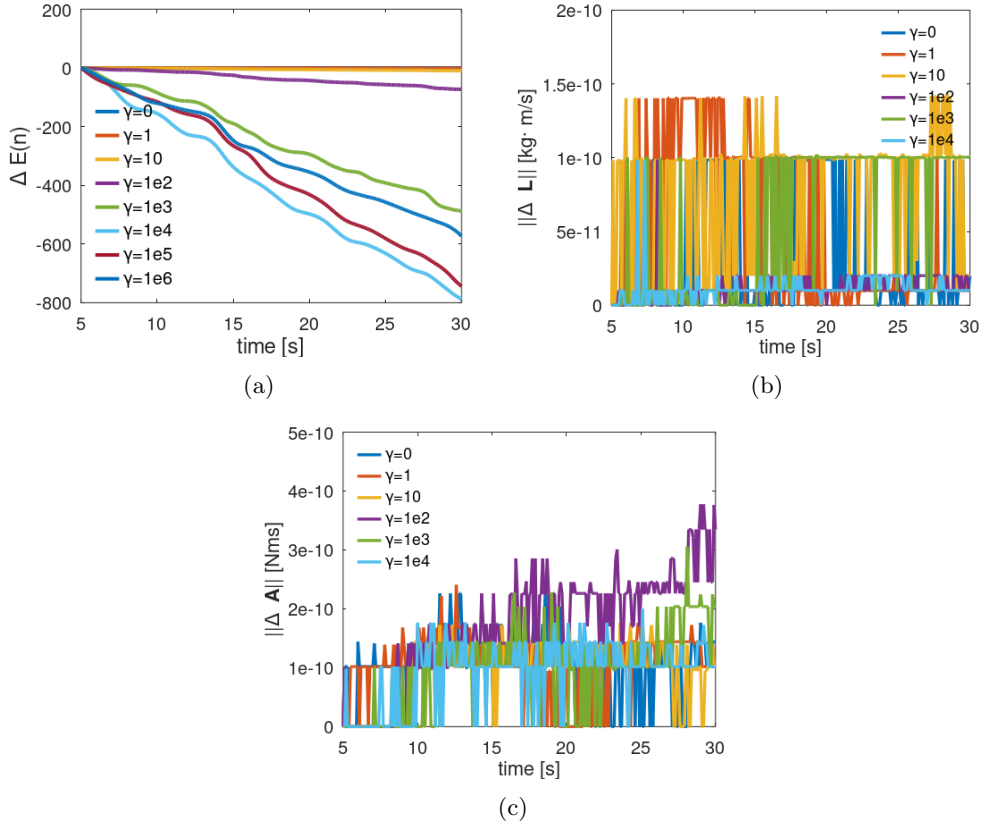 200
0
-200
-400
-600
-800
Δ E(n)
γ=0
γ=1
γ=10
γ=1e2
γ=1e3
γ=1e4
γ=1e5
γ=1e6
5 10 15 20 25 30
time [s]
(a)
2e-10
1.5e-10
1e-10
5e-11
0
||Δ L|| [kg· m/s]
γ=0
γ=1
γ=10
γ=1e2
γ=1e3
γ=1e4
5 10 15 20 25 30
time [s]
(b)
5e-10
4e-10
3e-10
2e-10
1e-10
0
||Δ A|| [Nms]
γ=0
γ=1
γ=10
γ=1e2
γ=1e3
γ=1e4
5 10 15 20 25 30
time [s]
(c)